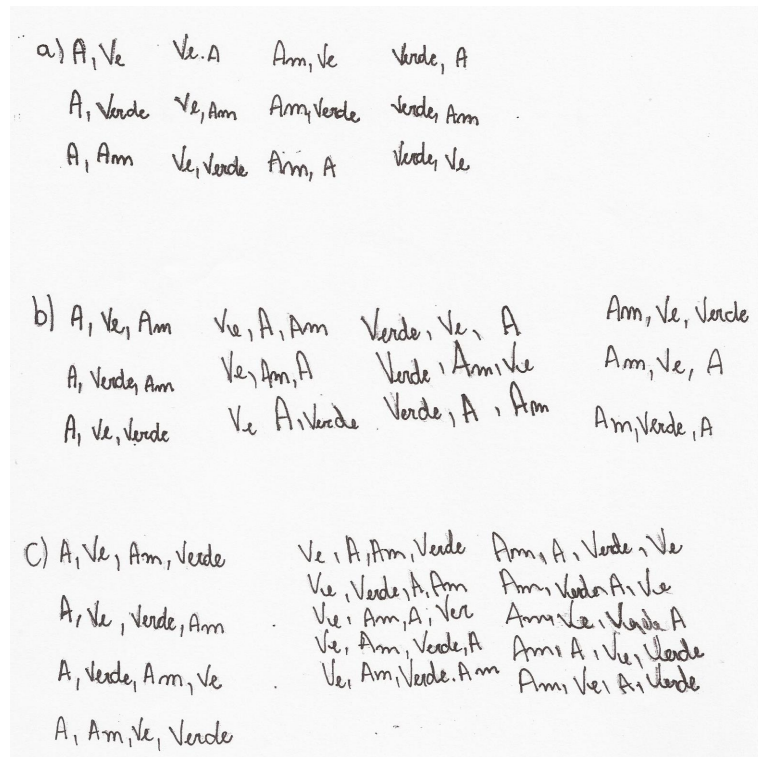 a) A, Ve Ve. A Am, Ve Verde, A
A, Verde Ve, Am Am, Verde Verde, Am
A, Am Ve, Verde Am, A Verde, Ve
b) A, Ve, Am Ve, A, Am Verde, Ve, A Am, Ve, Verde
A, Verde, Am Ve, Am, A Verde, Am, Ve Am, Ve, A
A, Ve, Verde Ve A, Verde Verde, A, Am Am, Verde, A
c) A, Ve, Am, Verde Ve, A, Am, Verde Am, A, Verde, Ve
Ve, Verde, A, Am Am, Verde A, Ve
A, Ve, Verde, Am Ve, Am, A, Ver Am, Ve, Verde A
Ve, Am, Verde, A Am, A, Ve, Verde
A, Verde, Am, Ve Ve, Am, Verde. Am Am, Ve, A, Verde
A, Am, Ve, Verde